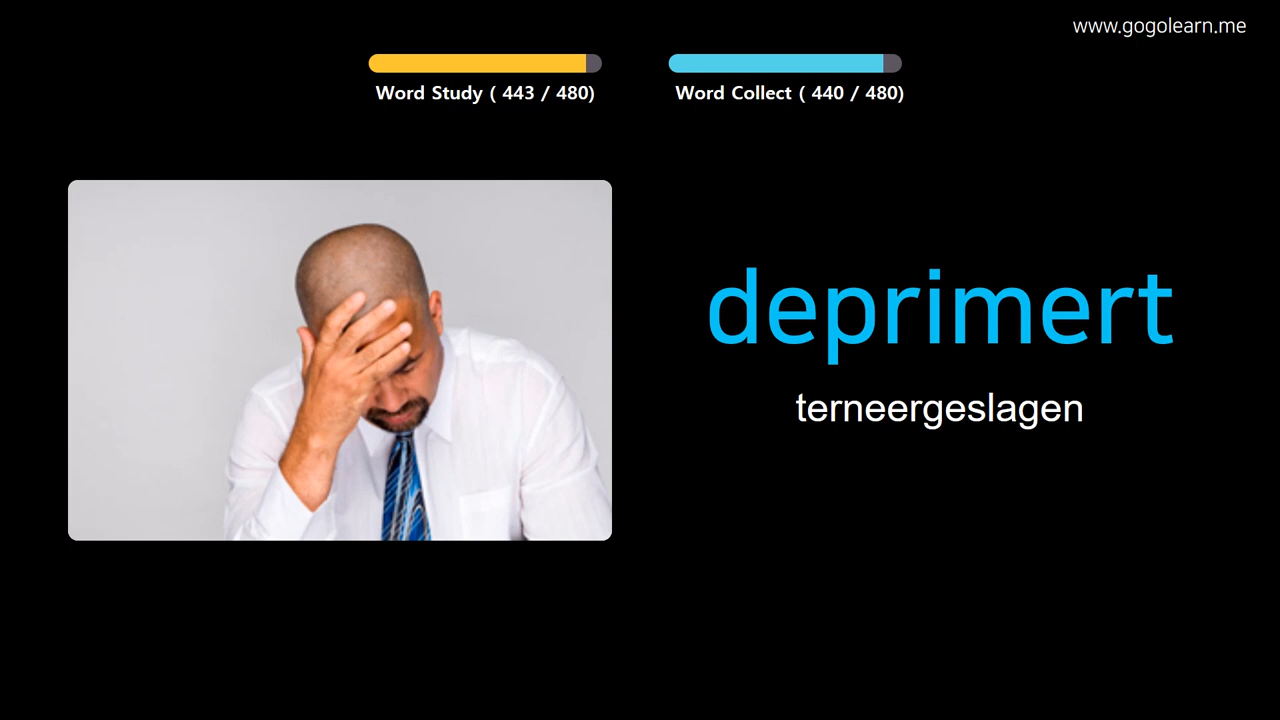 www.gogolearn.me
Word Study ( 443 / 480)
Word Collect ( 440 / 480)
deprimert
terneergeslagen